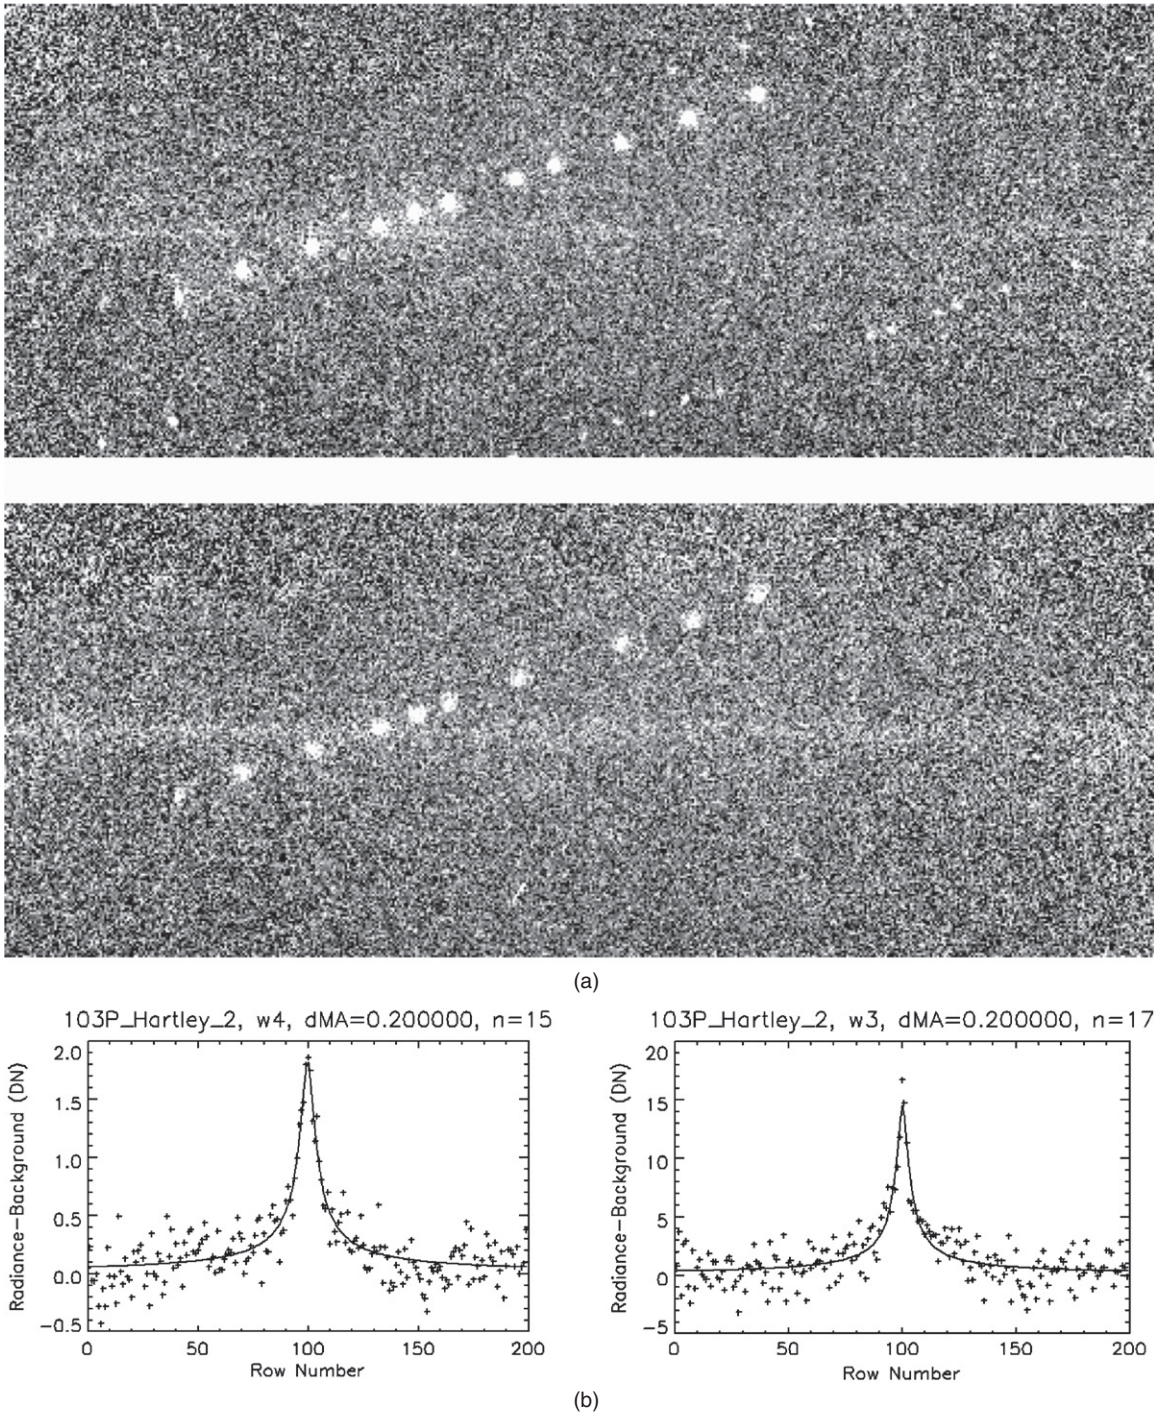 (a)
103P_Hartley_2, w4, dMA=0.200000, n=15
103P_Hartley_2, w3, dMA=0.200000, n=17
Radiance-Background (DN)
2.0
1.5
1.0
0.5
0.0
-0.5
0 50 100 150 200
Row Number
Radiance-Background (DN)
20
15
10
5
0
-5
0 50 100 150 200
Row Number
(b)